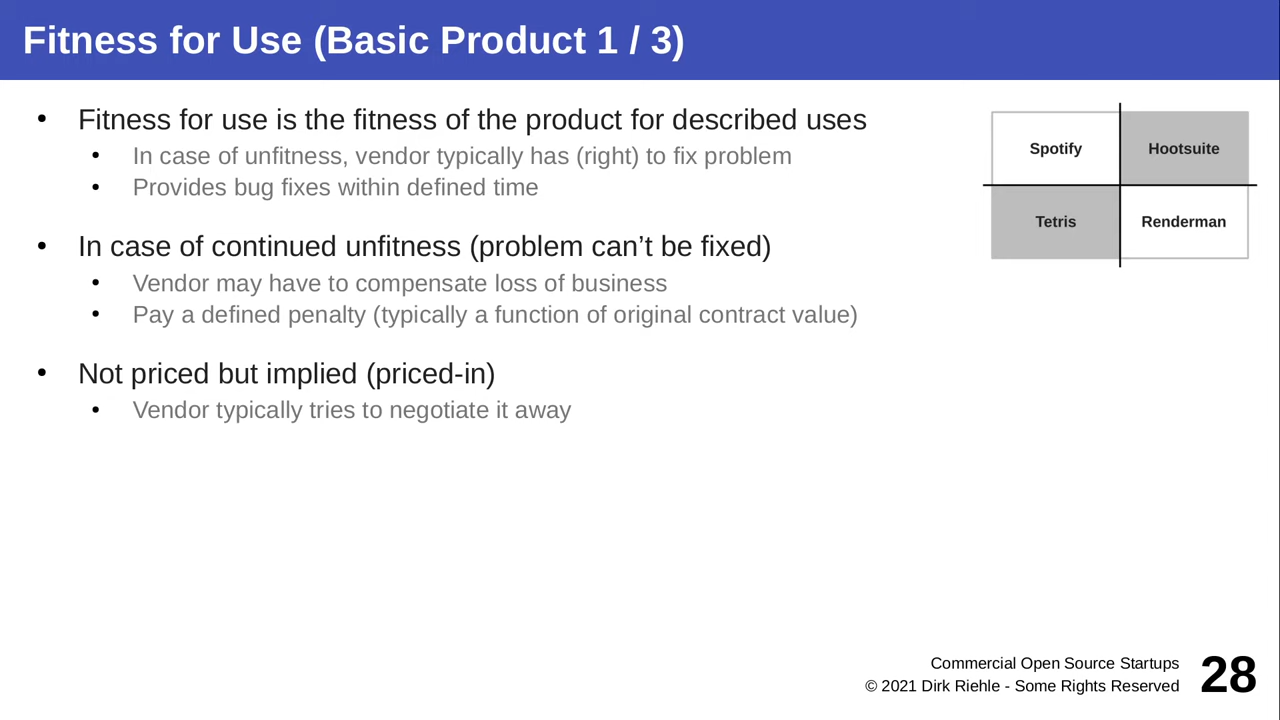 Fitness for Use (Basic Product 1 / 3)
• Fitness for use is the fitness of the product for described uses
• In case of unfitness, vendor typically has (right) to fix problem
• Provides bug fixes within defined time
• In case of continued unfitness (problem can’t be fixed)
• Vendor may have to compensate loss of business
• Pay a defined penalty (typically a function of original contract value)
• Not priced but implied (priced-in)
• Vendor typically tries to negotiate it away
Spotify Hootsuite
Tetris Renderman
Commercial Open Source Startups
© 2021 Dirk Riehle - Some Rights Reserved
28